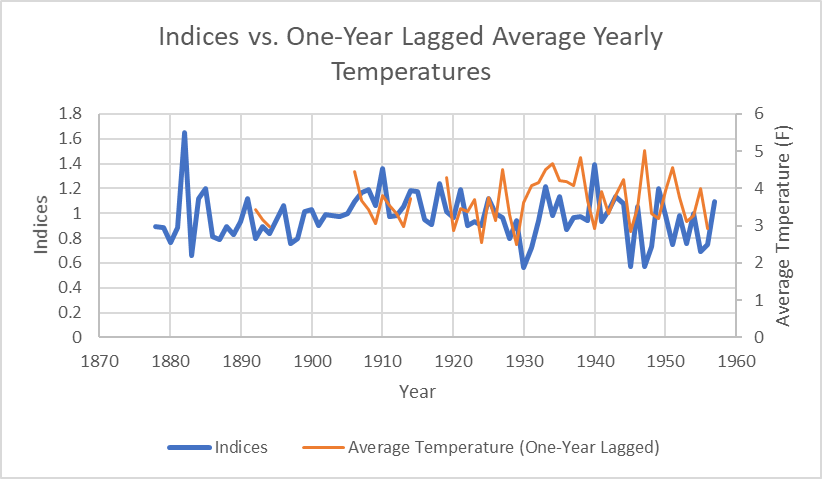 Indices vs. One-Year Lagged Average Yearly
Temperatures
Indices
1.8
1.6
1.4
1.2
1
0.8
0.6
0.4
0.2
0
6
5
4
3
2
1
0
Average Tmperature (F)
1870 1880 1890 1900 1910 1920 1930 1940 1950 1960
Year
Indices Average Temperature (One-Year Lagged)